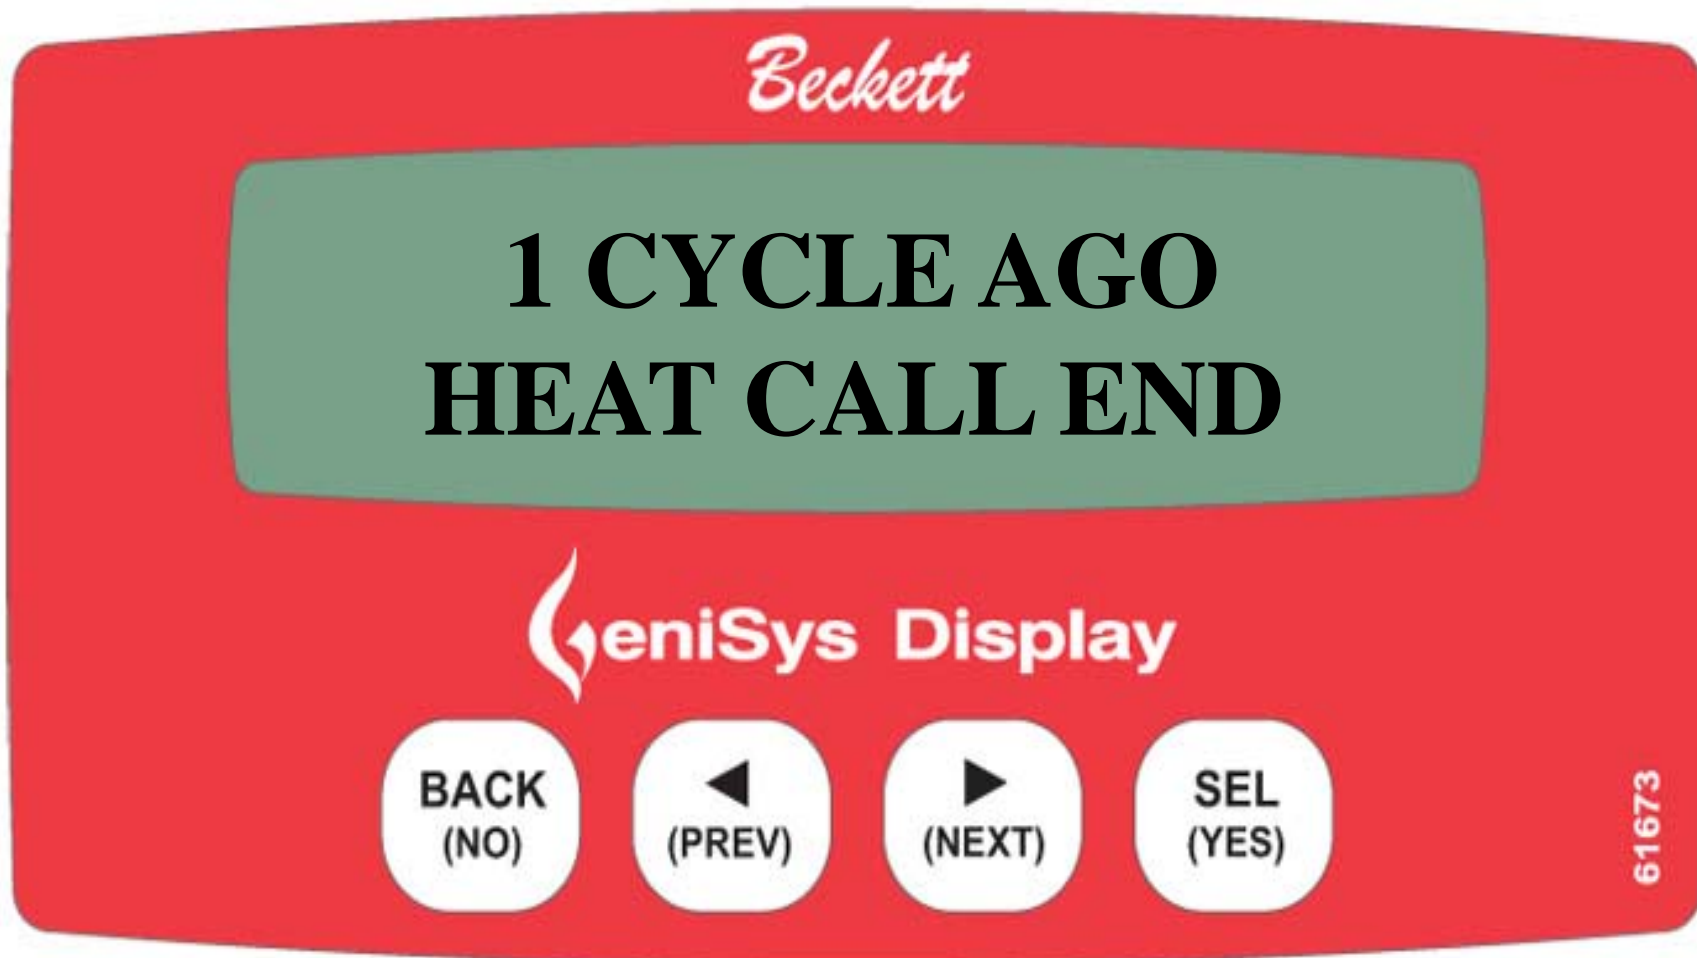 Beckett
1 CYCLE AGO
HEAT CALL END
GeniSys Display
BACK
(NO)
◀
(PREV)
▶
(NEXT)
SEL
(YES)
61673